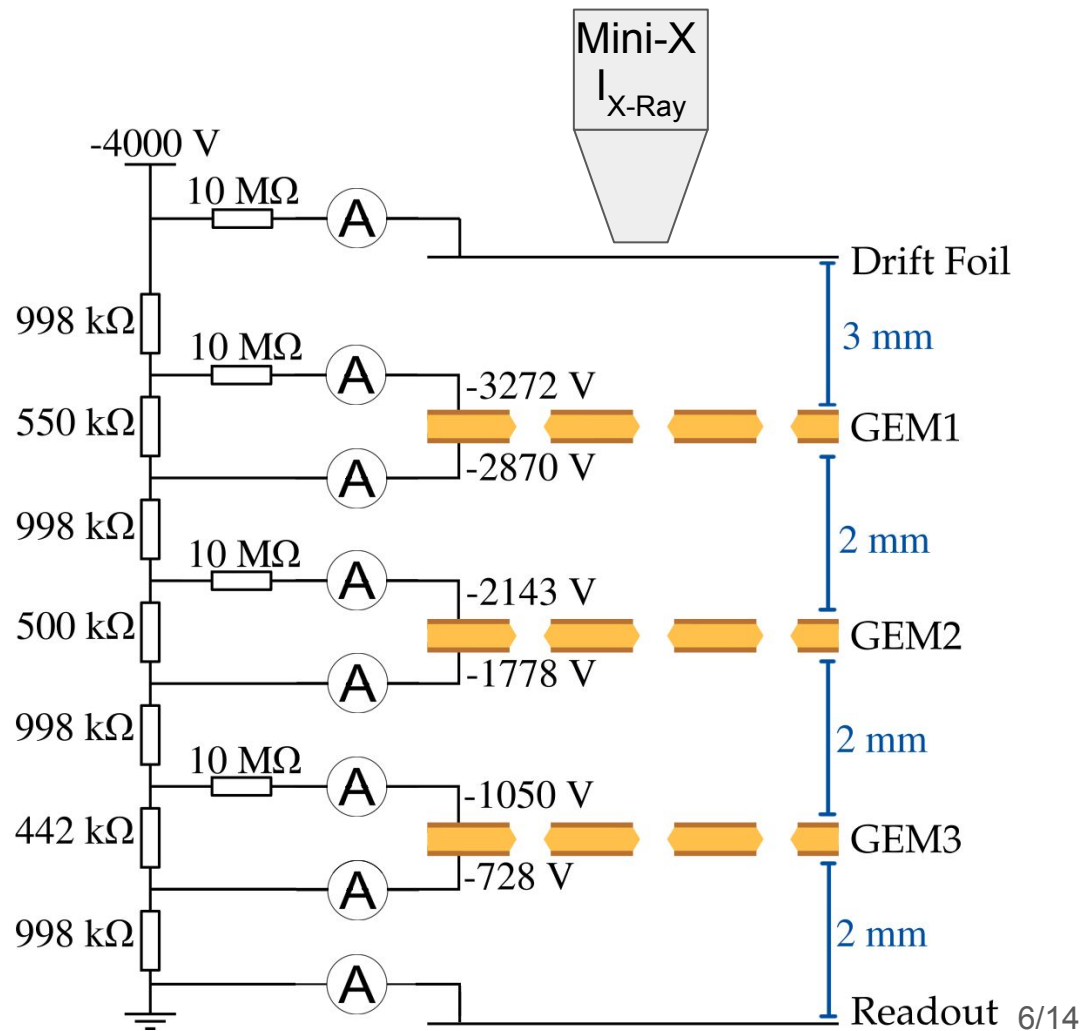 Mini-X
I_X-Ray
-4000 V
10 MΩ
Drift Foil
998 kΩ
3 mm
10 MΩ
-3272 V
550 kΩ
GEM1
-2870 V
998 kΩ
2 mm
10 MΩ
-2143 V
500 kΩ
GEM2
-1778 V
998 kΩ
2 mm
10 MΩ
-1050 V
442 kΩ
GEM3
-728 V
998 kΩ
2 mm
Readout
6/14
A
A
A
A
A
A
A
A